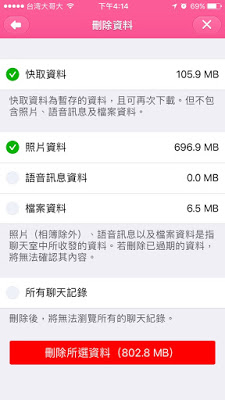 台湾大哥大 下午4:14 69%
刪除資料
快取資料 105.9 MB
快取資料為暫存的資料，且可再次下載。但不包
含照片、語音訊息及檔案資料。
照片資料 696.9 MB
語音訊息資料 0.0 MB
檔案資料 6.5 MB
照片（相簿除外）、語音訊息以及檔案資料是指
聊天室中所收發的資料。若刪除已過期的資料，
將無法確認其內容。
所有聊天記錄
刪除後，將無法瀏覽所有的聊天紀錄。
刪除所選資料（802.8 MB）